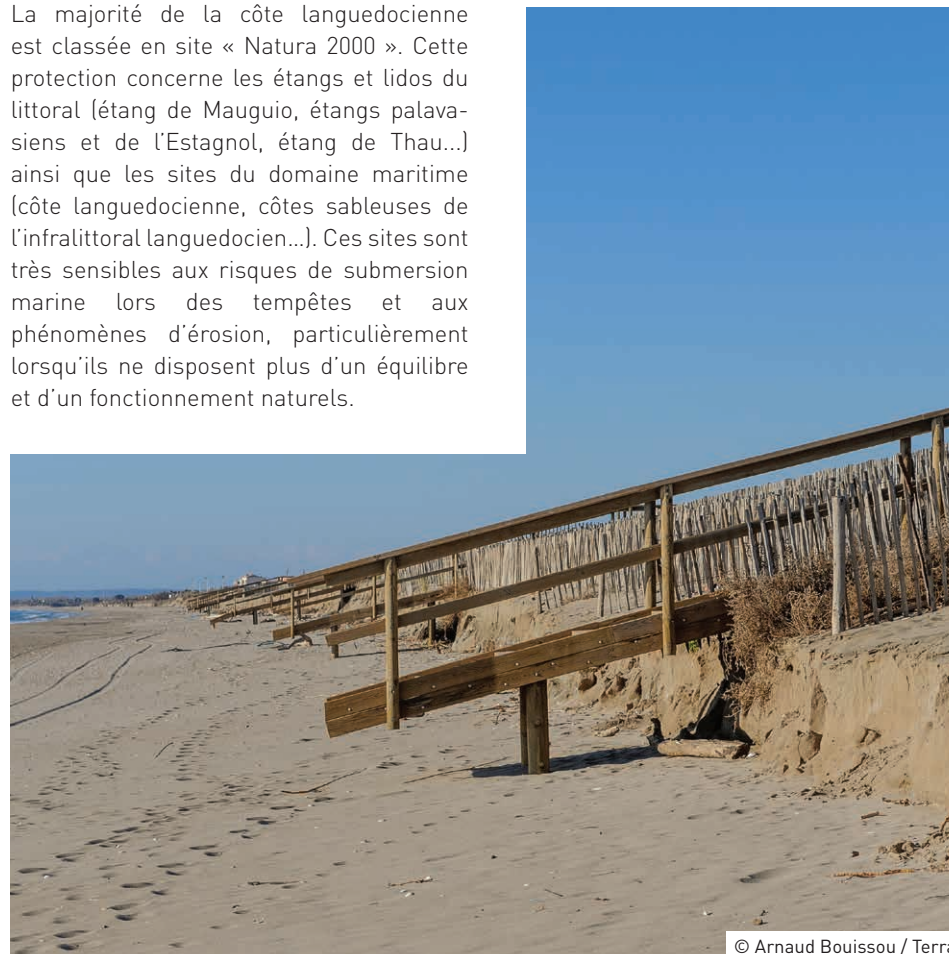 La majorité de la côte languedocienne
est classée en site « Natura 2000 ». Cette
protection concerne les étangs et lidos du
littoral (étang de Mauguio, étangs palava-
siens et de l'Estagnol, étang de Thau...)
ainsi que les sites du domaine maritime
(côte languedocienne, côtes sableuses de
l'infralittoral languedocien...). Ces sites sont
très sensibles aux risques de submersion
marine lors des tempêtes et aux
phénomènes d'érosion, particulièrement
lorsqu'ils ne disposent plus d'un équilibre
et d'un fonctionnement naturels.
© Arnaud Bouissou / Terra